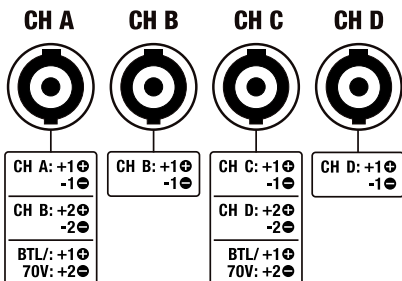 CH A CH B CH C CH D
CH A: +1⊕
-1⊖
CH B: +2⊕
-2⊖
BTL/: +1⊕
70V: +2⊖
CH B: +1⊕
-1⊖
CH C: +1⊕
-1⊖
CH D: +2⊕
-2⊖
BTL/ +1⊕
70V: +2⊖
CH D: +1⊕
-1⊖